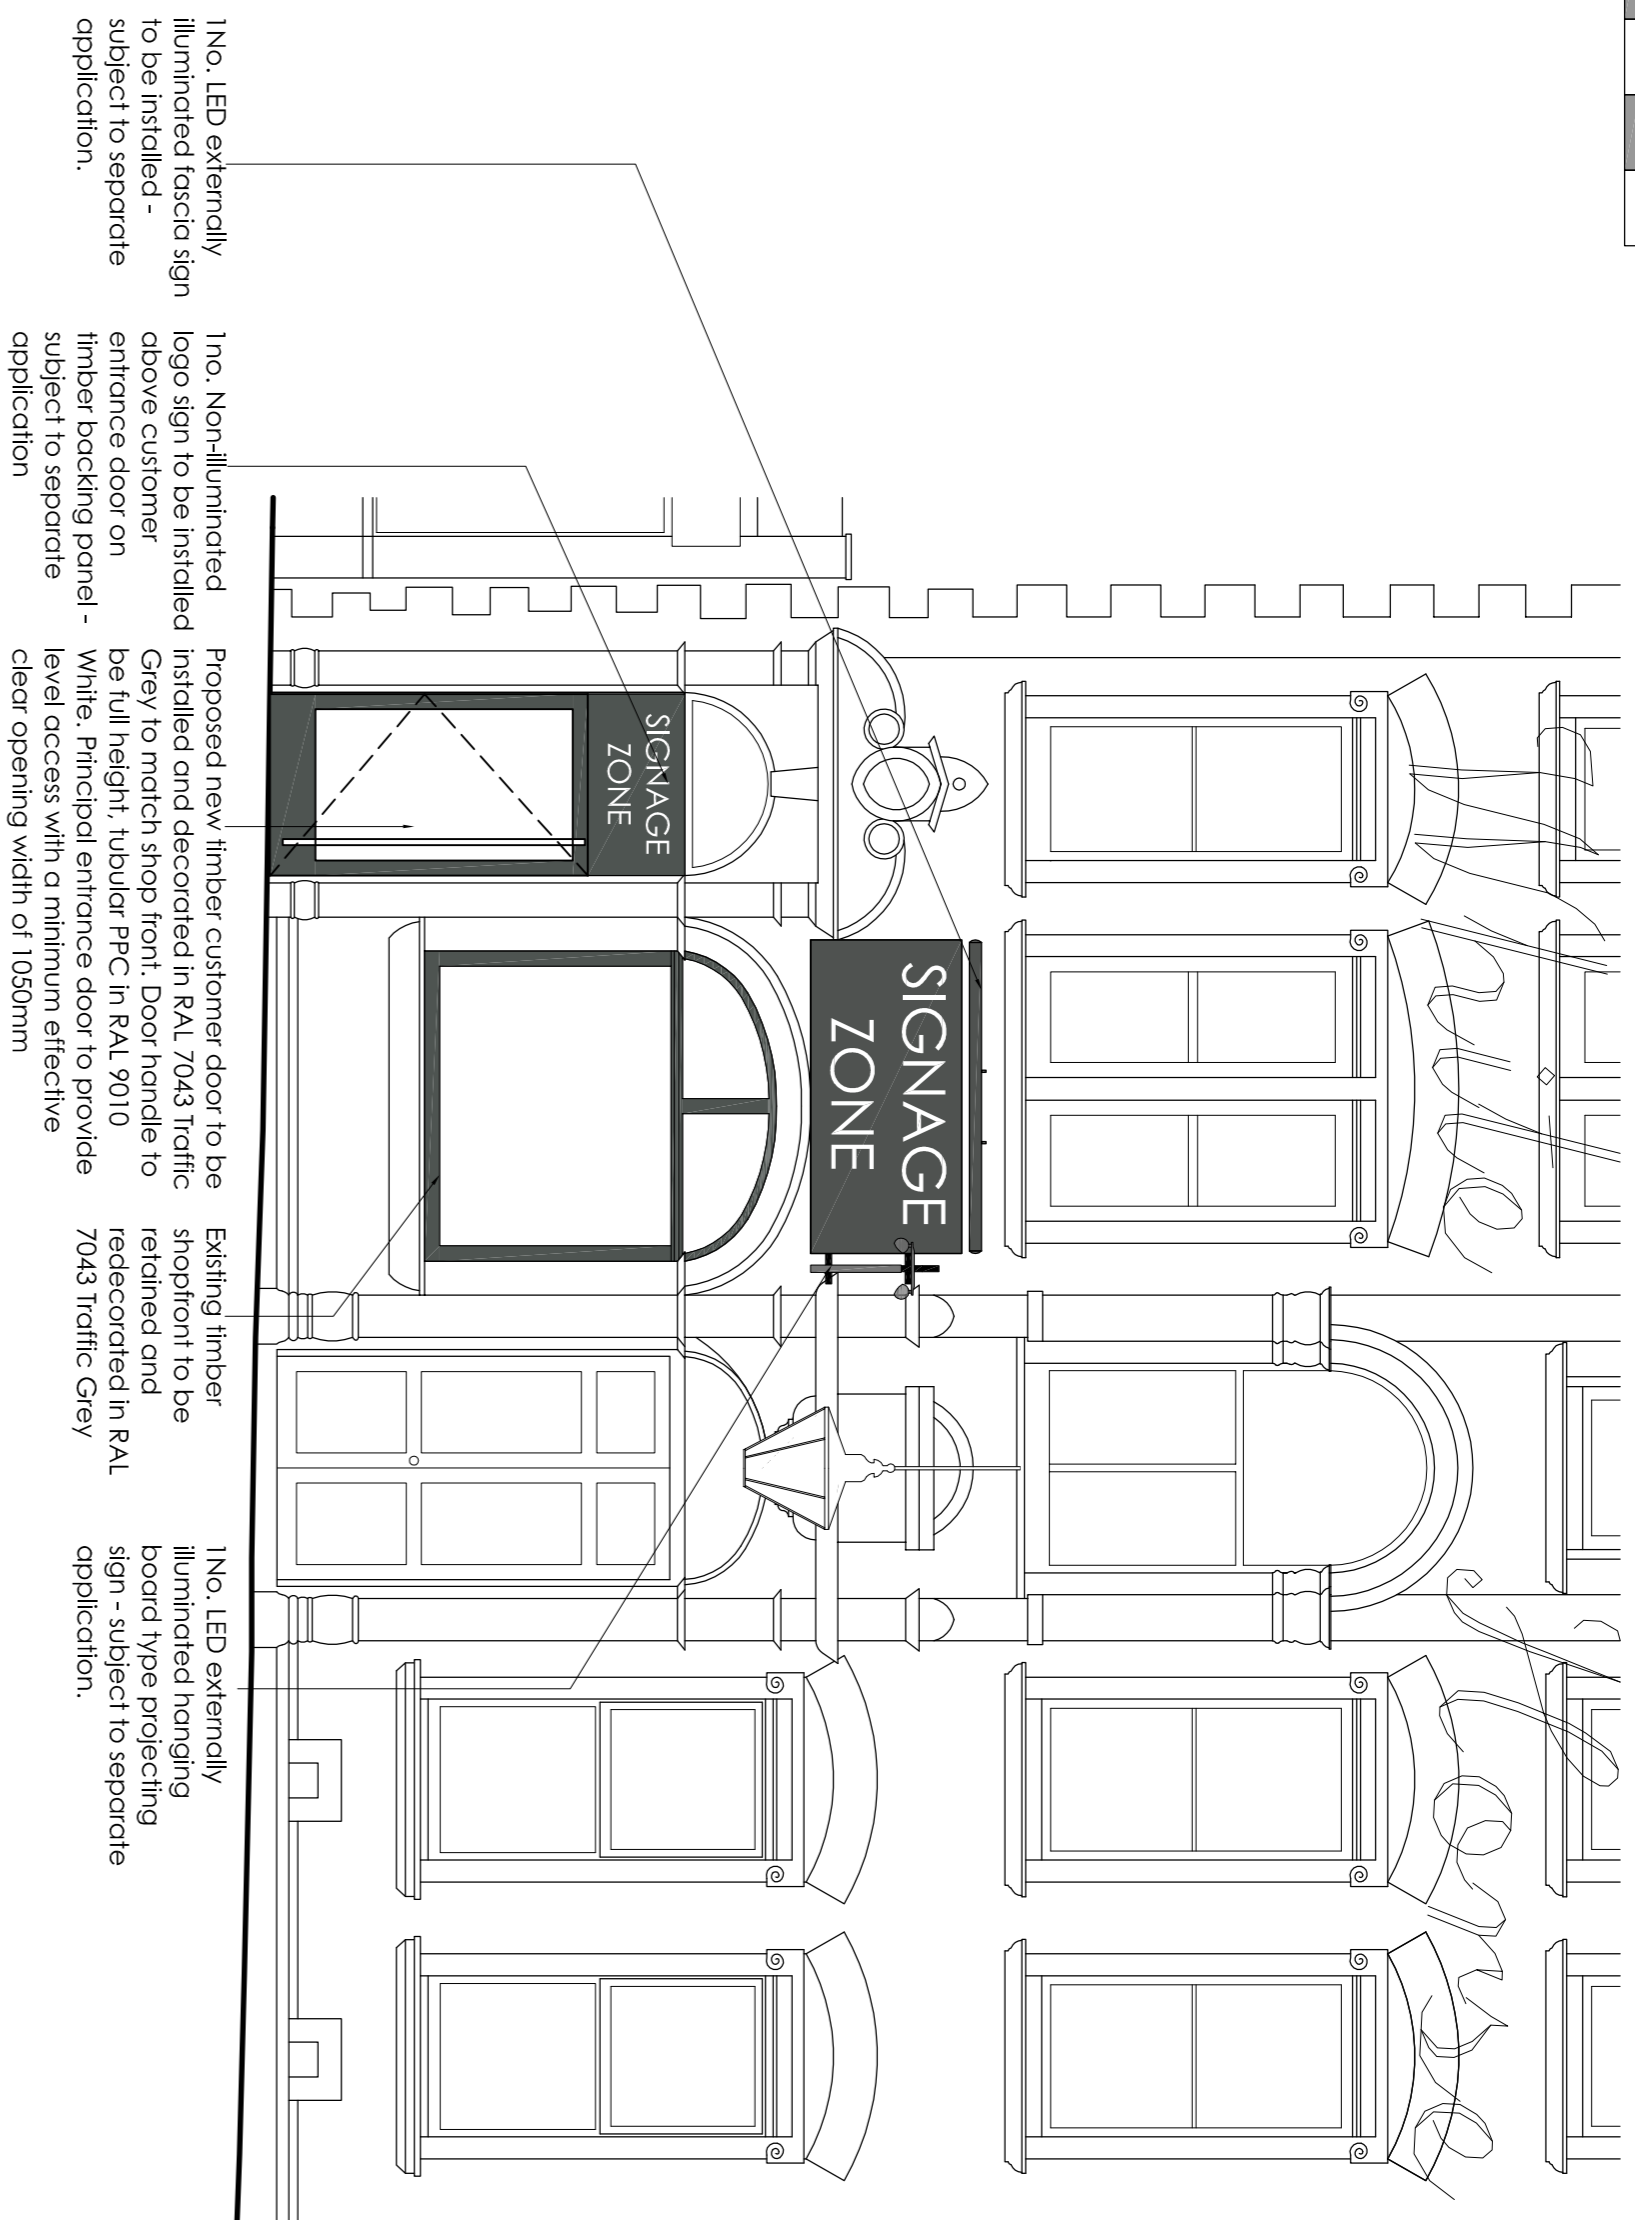 1No. LED externally
illuminated fascia sign
to be installed -
subject to separate
application.
1no. Non-illuminated
logo sign to be installed
above customer
entrance door on
timber backing panel -
subject to separate
application
Proposed new timber customer door to be
installed and decorated in RAL 7043 Traffic
Grey to match shop front. Door handle to
be full height, tubular PPC in RAL 9010
White. Principal entrance door to provide
level access with a minimum effective
clear opening width of 1050mm
Existing timber
shopfront to be
retained and
redecorated in RAL
7043 Traffic Grey
1No. LED externally
illuminated hanging
board type projecting
sign - subject to separate
application.
SIGNAGE
ZONE
SIGNAGE
ZONE